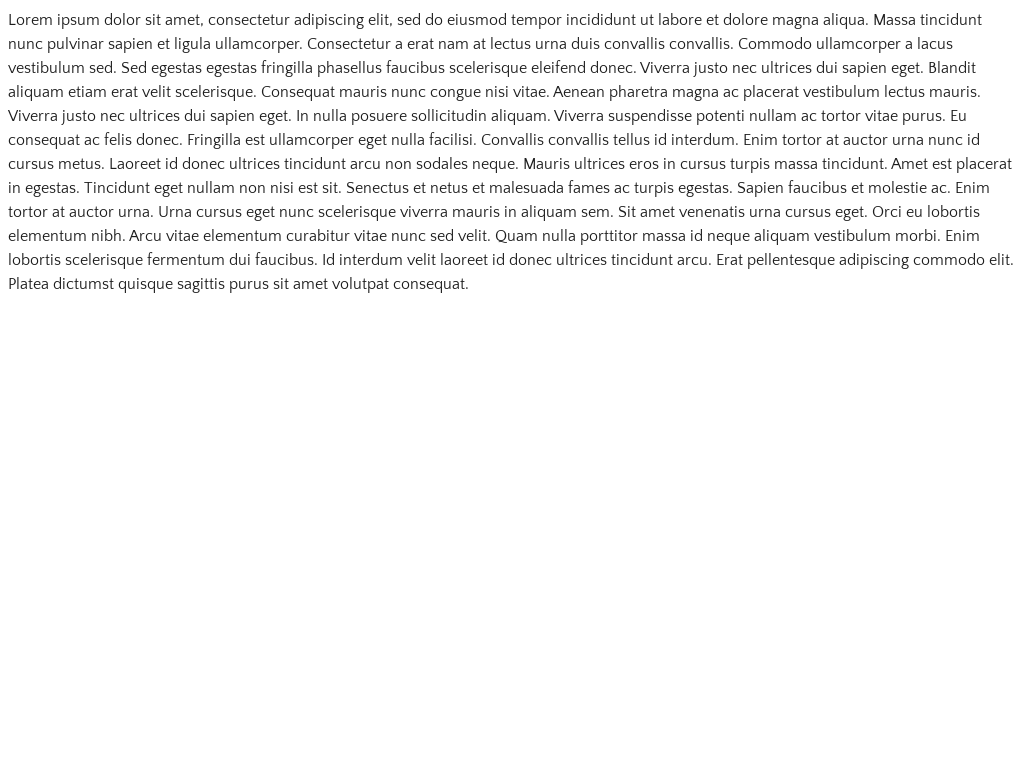 Lorem ipsum dolor sit amet, consectetur adipiscing elit, sed do eiusmod tempor incididunt ut labore et dolore magna aliqua. Massa tincidunt
nunc pulvinar sapien et ligula ullamcorper. Consectetur a erat nam at lectus urna duis convallis convallis. Commodo ullamcorper a lacus
vestibulum sed. Sed egestas egestas fringilla phasellus faucibus scelerisque eleifend donec. Viverra justo nec ultrices dui sapien eget. Blandit
aliquam etiam erat velit scelerisque. Consequat mauris nunc congue nisi vitae. Aenean pharetra magna ac placerat vestibulum lectus mauris.
Viverra justo nec ultrices dui sapien eget. In nulla posuere sollicitudin aliquam. Viverra suspendisse potenti nullam ac tortor vitae purus. Eu
consequat ac felis donec. Fringilla est ullamcorper eget nulla facilisi. Convallis convallis tellus id interdum. Enim tortor at auctor urna nunc id
cursus metus. Laoreet id donec ultrices tincidunt arcu non sodales neque. Mauris ultrices eros in cursus turpis massa tincidunt. Amet est placerat
in egestas. Tincidunt eget nullam non nisi est sit. Senectus et netus et malesuada fames ac turpis egestas. Sapien faucibus et molestie ac. Enim
tortor at auctor urna. Urna cursus eget nunc scelerisque viverra mauris in aliquam sem. Sit amet venenatis urna cursus eget. Orci eu lobortis
elementum nibh. Arcu vitae elementum curabitur vitae nunc sed velit. Quam nulla porttitor massa id neque aliquam vestibulum morbi. Enim
lobortis scelerisque fermentum dui faucibus. Id interdum velit laoreet id donec ultrices tincidunt arcu. Erat pellentesque adipiscing commodo elit.
Platea dictumst quisque sagittis purus sit amet volutpat consequat.